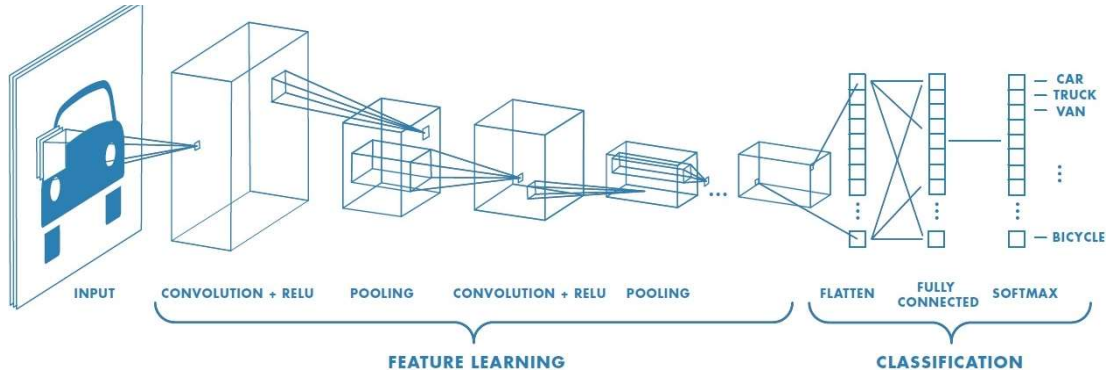 CAR
TRUCK
VAN
BICYCLE
INPUT
CONVOLUTION + RELU
POOLING
CONVOLUTION + RELU
POOLING
FLATTEN
FULLY
CONNECTED
SOFTMAX
FEATURE LEARNING
CLASSIFICATION